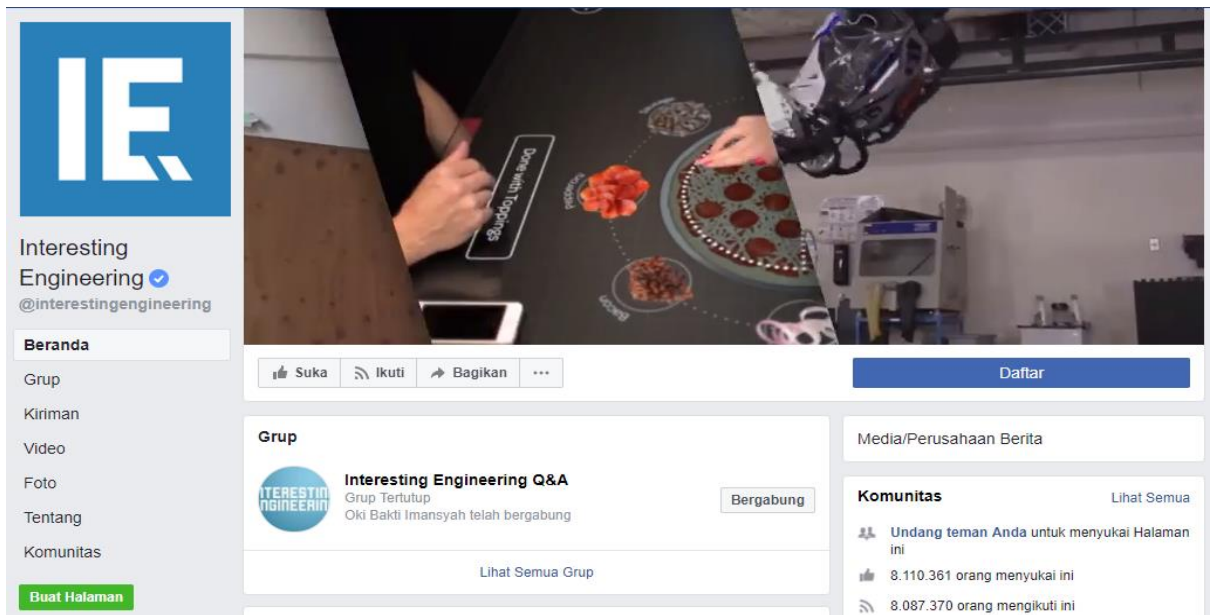 IE
Interesting
Engineering
@interestingengineering
Beranda
Grup
Kiriman
Video
Foto
Tentang
Komunitas
Buat Halaman
Done with
Toppings
Bacon
Suka
Ikuti
Bagikan
Daftar
Grup
INTERESTING
ENGINEERING
Interesting Engineering Q&A
Grup Tertutup
Oki Bakti Imansyah telah bergabung
Bergabung
Lihat Semua Grup
Media/Perusahaan Berita
Komunitas
Lihat Semua
Undang teman Anda untuk menyukai Halaman
ini
8.110.361 orang menyukai ini
8.087.370 orang mengikuti ini